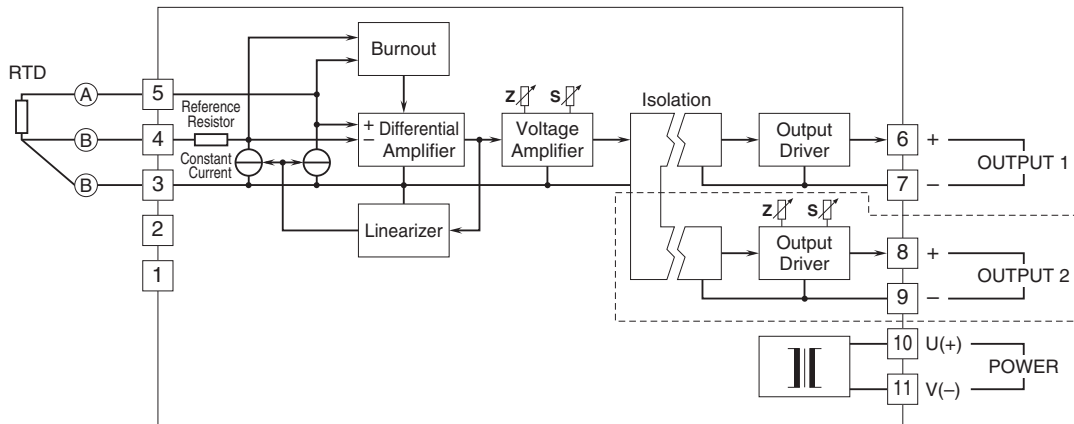 RTD
A
B
B
5
4
3
2
1
Reference
Resistor
Constant
Current
Burnout
+
−
Differential
Amplifier
Linearizer
Z
S
Voltage
Amplifier
Isolation
Output
Driver
6
+
7
−
OUTPUT 1
Z
S
Output
Driver
8
+
9
−
OUTPUT 2
10
U(+)
11
V(−)
POWER